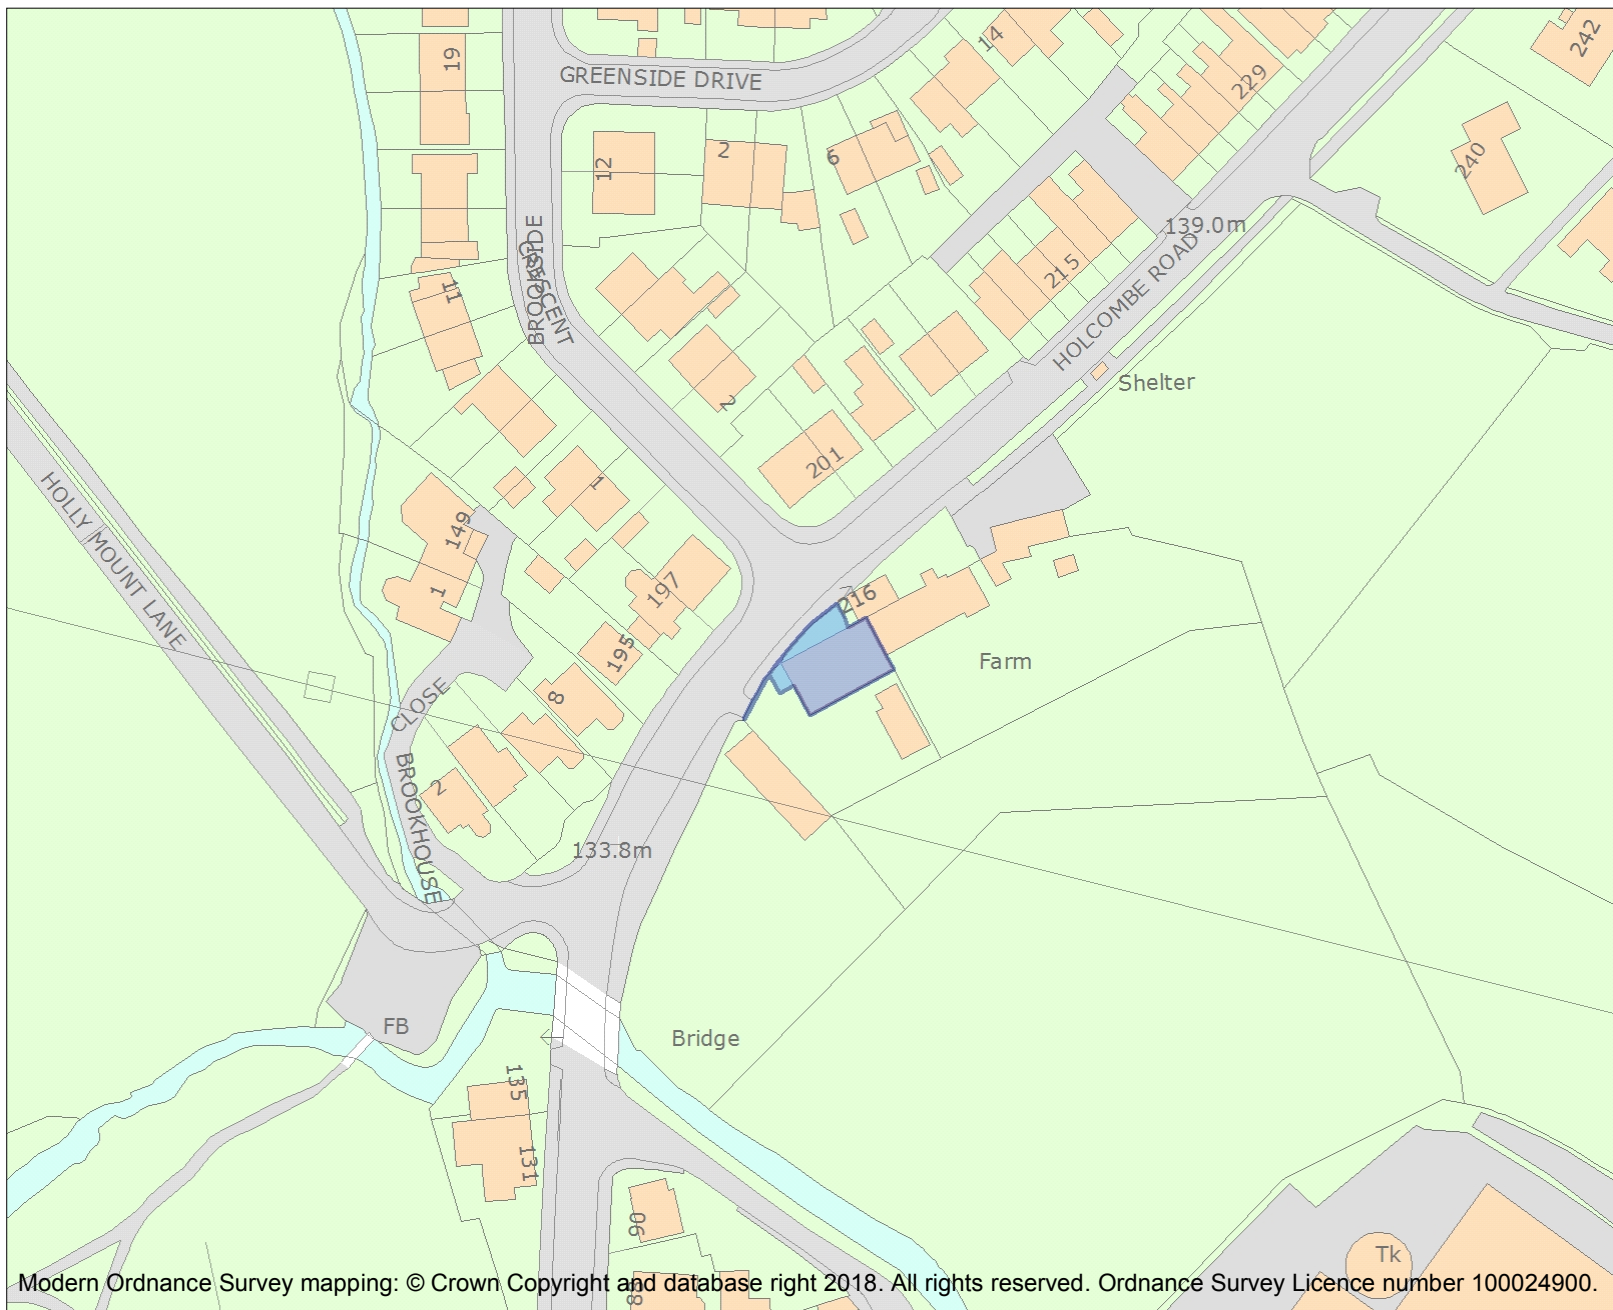 19
GREENSIDE DRIVE
14
229
242
12
2
6
240
139.0m
BROOKSIDE
CRESCENT
11
215
HOLCOMBE ROAD
Shelter
2
201
HOLLY MOUNT LANE
149
1
1
197
216
195
Farm
8
CLOSE
BROOKHOUSE
2
133.8m
FB
Bridge
135
131
90
88
Tk
Modern Ordnance Survey mapping: © Crown Copyright and database right 2018. All rights reserved. Ordnance Survey Licence number 100024900.